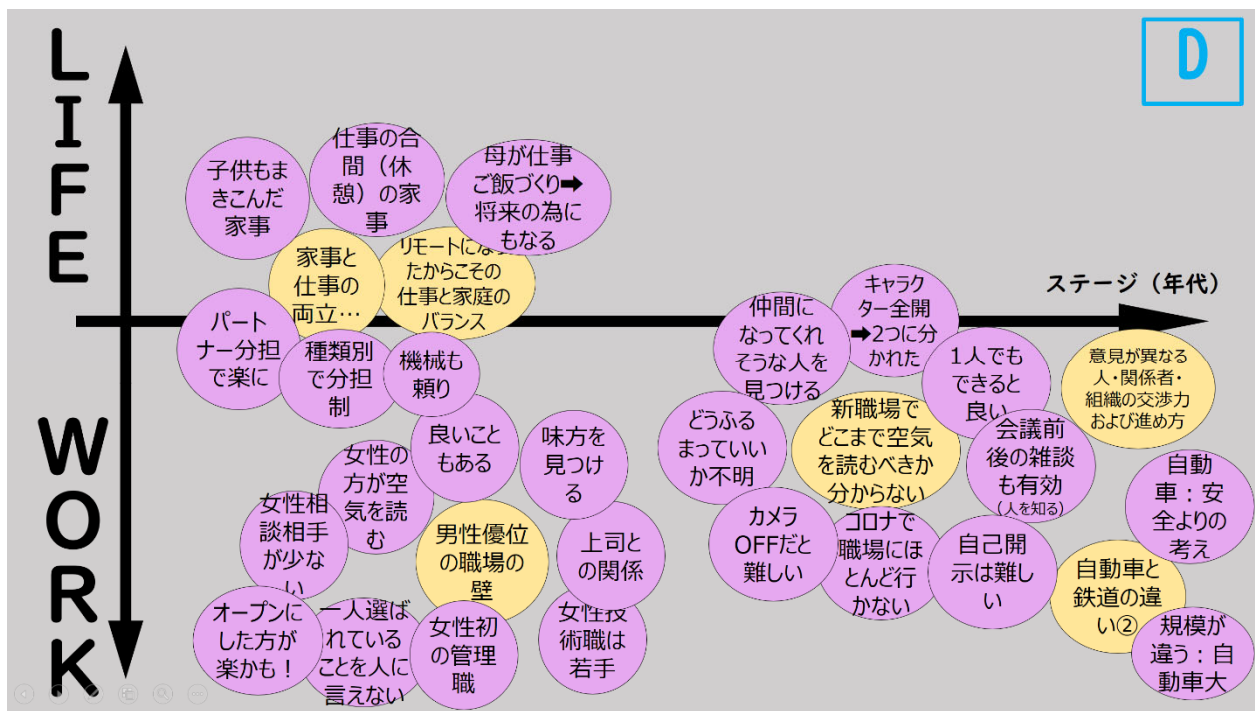 LIFE
WORK
D
ステージ（年代）
子供もま
きこんだ
家事
仕事の合
間（休
憩）の家
事
母が仕事
ご飯づくり➡
将来の為に
もなる
家事と
仕事の
両立…
リモートになっ
たからこその
仕事と家庭の
バランス
パート
ナー分担
で楽に
種類別
で分担
制
機械も
頼り
良いこと
もある
味方を
見つけ
る
女性の
方が空
気を読
む
女性相
談相手
が少な
い
男性優位
の職場の
壁
上司と
の関係
オープンに
した方が
楽かも！
一人選ば
れている
ことを人に
言えない
女性初
の管理
職
女性技
術職は
若手
仲間に
なってくれ
そうな人を
見つける
キャラク
ター全開
➡2つに分
かれた
1人でも
できると
良い
意見が異なる
人・関係者・
組織の交渉力
および進め方
どうふる
まっていい
か不明
新職場で
どこまで空気
を読むべきか
分からない
会議前
後の雑談
も有効
（人を知る）
自動
車：安
全よりの
考え
カメラ
OFFだと
難しい
コロナで
職場にほ
とんど行
かない
自己開
示は難し
い
自動車と
鉄道の違
い②
規模が
違う：自
動車大